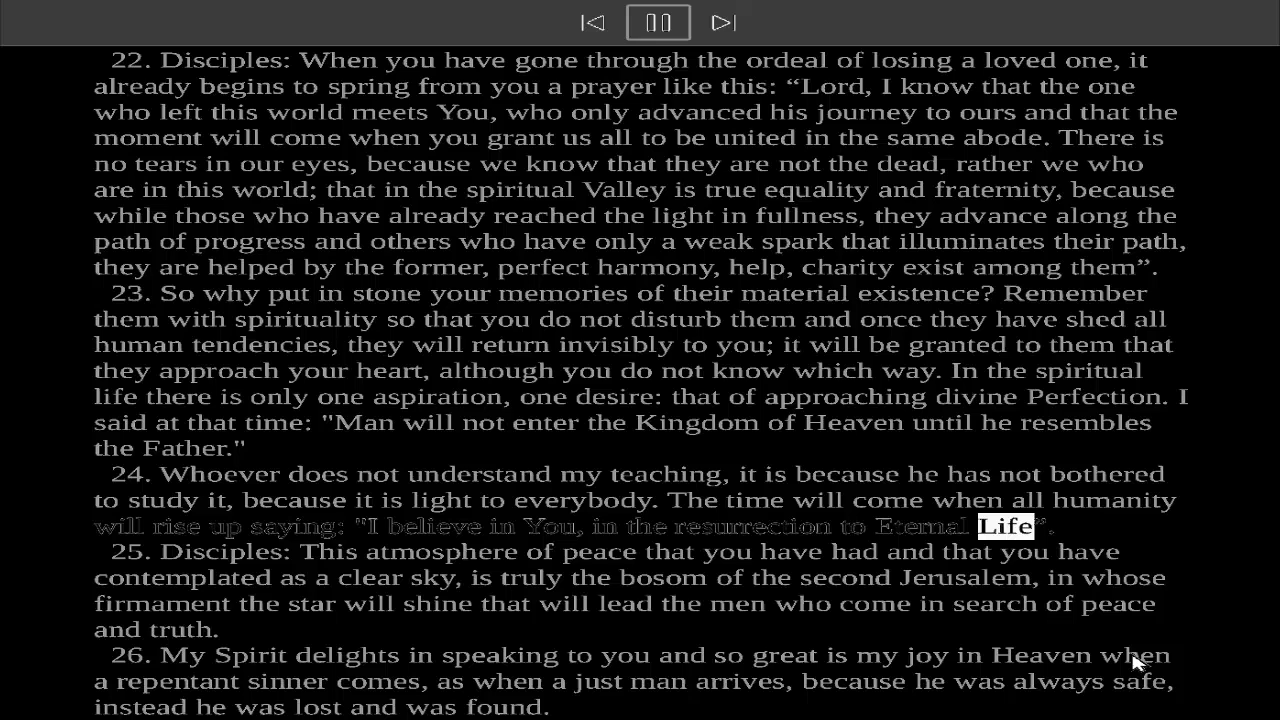 22. Disciples: When you have gone through the ordeal of losing a loved one, it
already begins to spring from you a prayer like this: “Lord, I know that the one
who left this world meets You, who only advanced his journey to ours and that the
moment will come when you grant us all to be united in the same abode. There is
no tears in our eyes, because we know that they are not the dead, rather we who
are in this world; that in the spiritual Valley is true equality and fraternity, because
while those who have already reached the light in fullness, they advance along the
path of progress and others who have only a weak spark that illuminates their path,
they are helped by the former, perfect harmony, help, charity exist among them”.
23. So why put in stone your memories of their material existence? Remember
them with spirituality so that you do not disturb them and once they have shed all
human tendencies, they will return invisibly to you; it will be granted to them that
they approach your heart, although you do not know which way. In the spiritual
life there is only one aspiration, one desire: that of approaching divine Perfection. I
said at that time: "Man will not enter the Kingdom of Heaven until he resembles
the Father."
24. Whoever does not understand my teaching, it is because he has not bothered
to study it, because it is light to everybody. The time will come when all humanity
will rise up saying: "I believe in You, in the resurrection to Eternal Life”.
25. Disciples: This atmosphere of peace that you have had and that you have
contemplated as a clear sky, is truly the bosom of the second Jerusalem, in whose
firmament the star will shine that will lead the men who come in search of peace
and truth.
26. My Spirit delights in speaking to you and so great is my joy in Heaven when
a repentant sinner comes, as when a just man arrives, because he was always safe,
instead he was lost and was found.